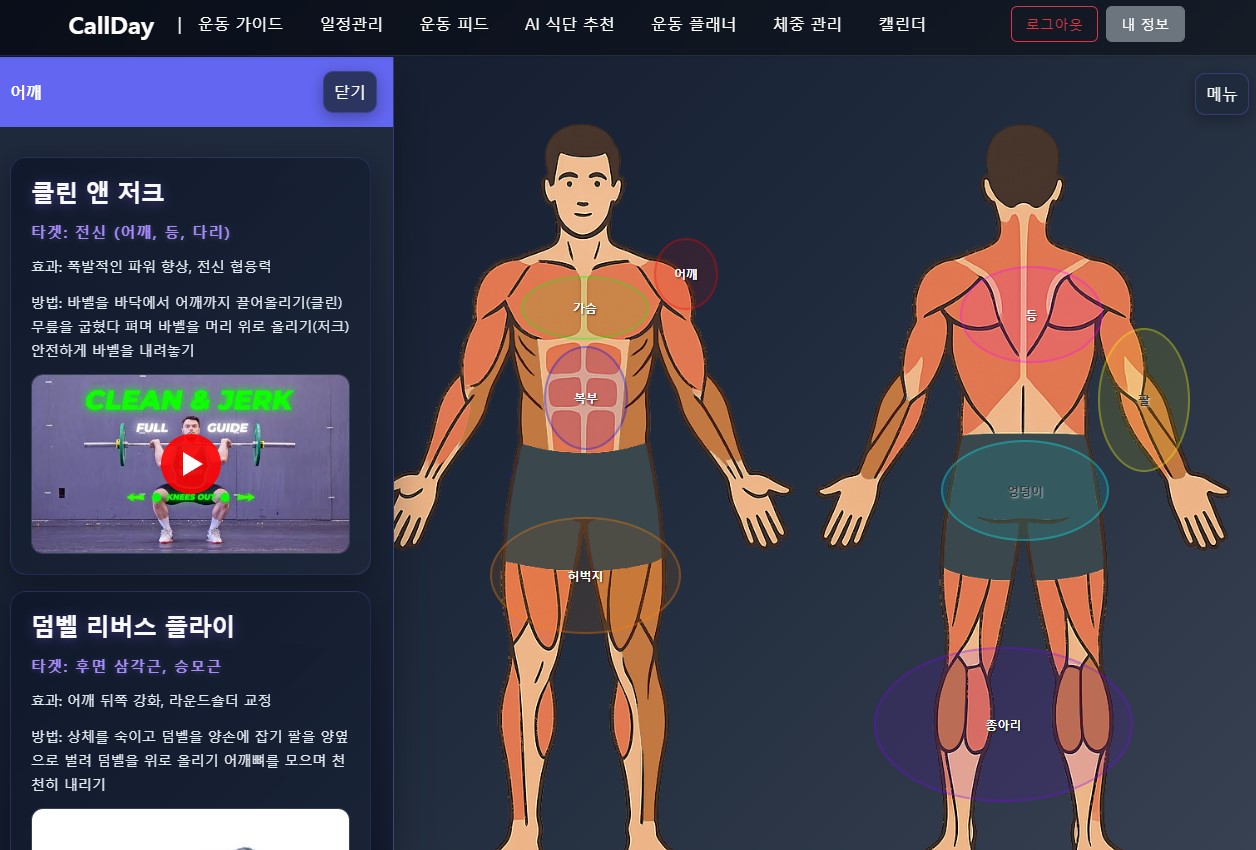 CallDay | 운동 가이드 일정관리 운동 피드 AI 식단 추천 운동 플래너 체중 관리 캘린더 로그아웃 내 정보
어깨 닫기
메뉴
클린 앤 저크
타겟: 전신 (어깨, 등, 다리)
효과: 폭발적인 파워 향상, 전신 협응력
방법: 바벨을 바닥에서 어깨까지 끌어올리기(클린)
무릎을 굽혔다 펴며 바벨을 머리 위로 올리기(저크)
안전하게 바벨을 내려놓기
CLEAN & JERK
FULL GUIDE
KNEES OUT
덤벨 리버스 플라이
타겟: 후면 삼각근, 승모근
효과: 어깨 뒤쪽 강화, 라운드숄더 교정
방법: 상체를 숙이고 덤벨을 양손에 잡기 팔을 양옆
으로 벌려 덤벨을 위로 올리기 어깨뼈를 모으며 천
천히 내리기
어깨
가슴
복부
허벅지
등
팔
엉덩이
종아리